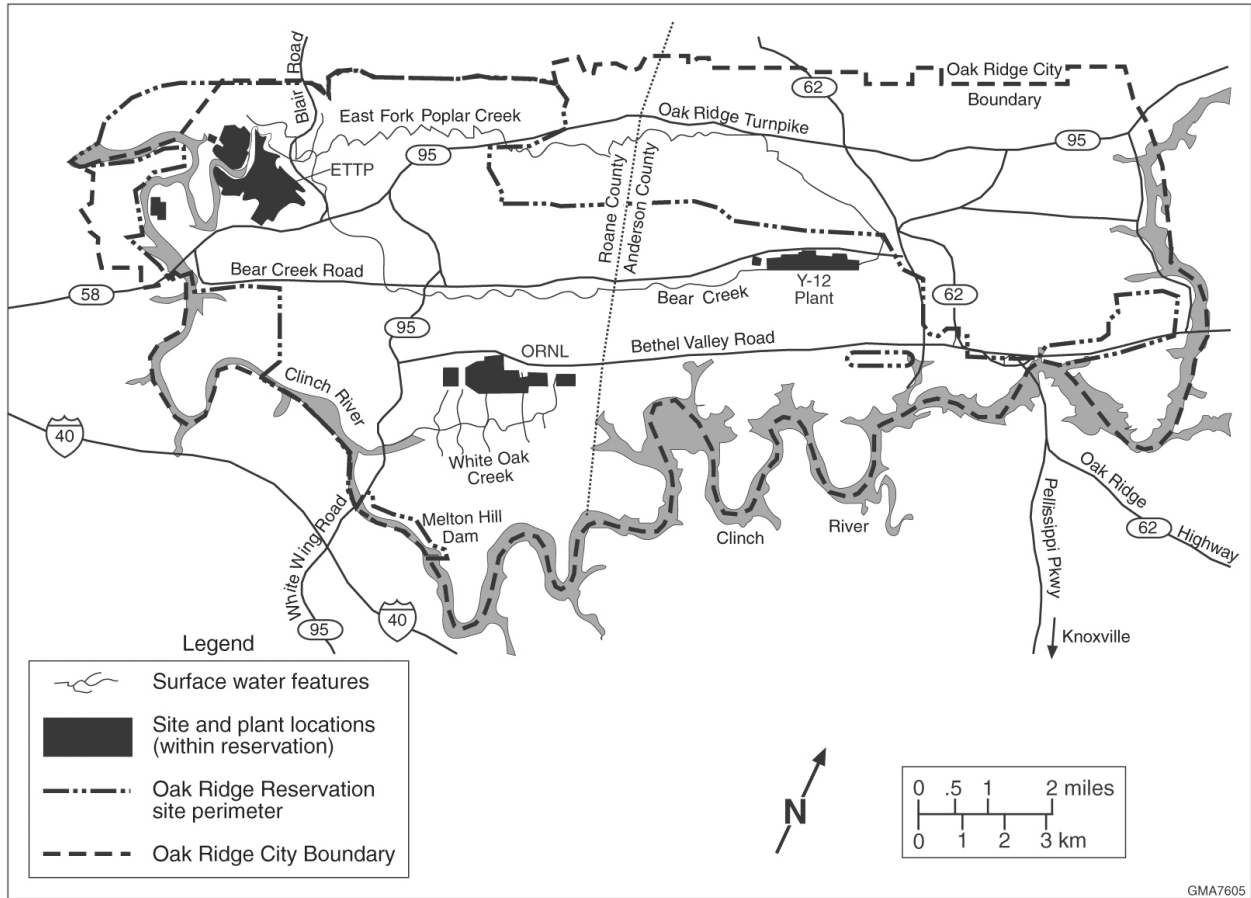 Blair Road
62
Oak Ridge City
Boundary
East Fork Poplar Creek
Oak Ridge Turnpike
95
95
ETTP
Roane County
Anderson County
Bear Creek Road
58
Bear Creek
Y-12
Plant
62
95
Bethel Valley Road
ORNL
Clinch
River
40
White Oak
Creek
Melton Hill
Dam
White Wing Road
Clinch
River
Oak Ridge
62
Highway
Pellissippi Pkwy
95
40
Knoxville
Legend
Surface water features
Site and plant locations
(within reservation)
Oak Ridge Reservation
site perimeter
Oak Ridge City Boundary
N
0 .5 1 2 miles
0 1 2 3 km
GMA7605